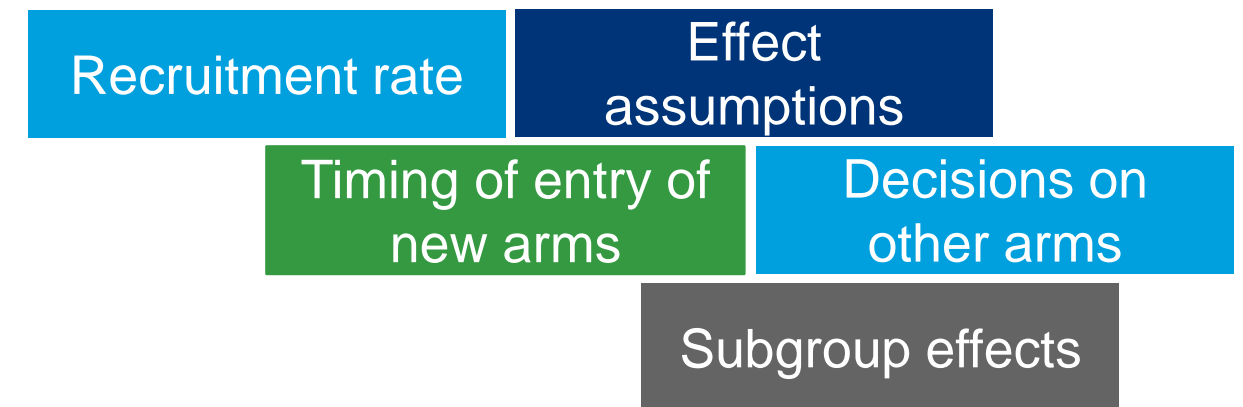 Recruitment rate
Effect
assumptions
Timing of entry of
new arms
Decisions on
other arms
Subgroup effects